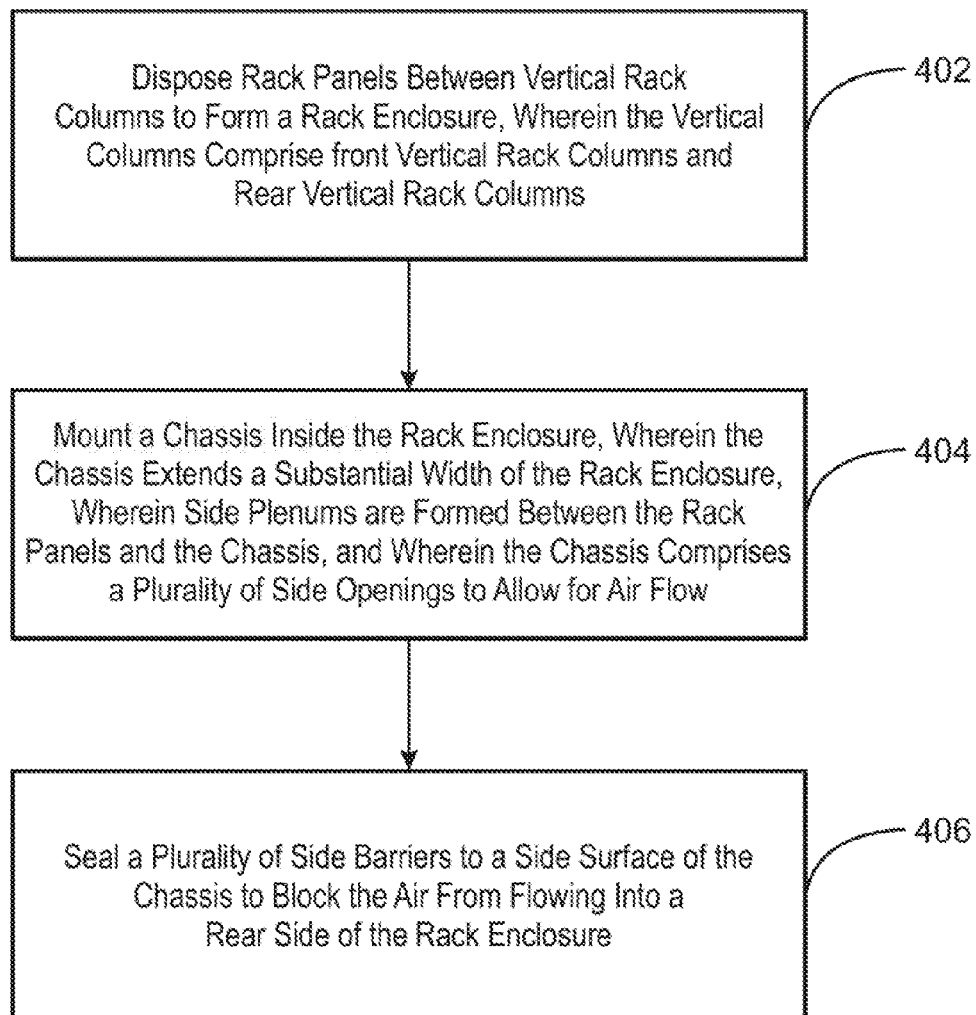 Dispose Rack Panels Between Vertical Rack
Columns to Form a Rack Enclosure, Wherein the Vertical
Columns Comprise front Vertical Rack Columns and
Rear Vertical Rack Columns
402
Mount a Chassis Inside the Rack Enclosure, Wherein the
Chassis Extends a Substantial Width of the Rack Enclosure,
Wherein Side Plenums are Formed Between the Rack
Panels and the Chassis, and Wherein the Chassis Comprises
a Plurality of Side Openings to Allow for Air Flow
404
Seal a Plurality of Side Barriers to a Side Surface of the
Chassis to Block the Air From Flowing Into a
Rear Side of the Rack Enclosure
406